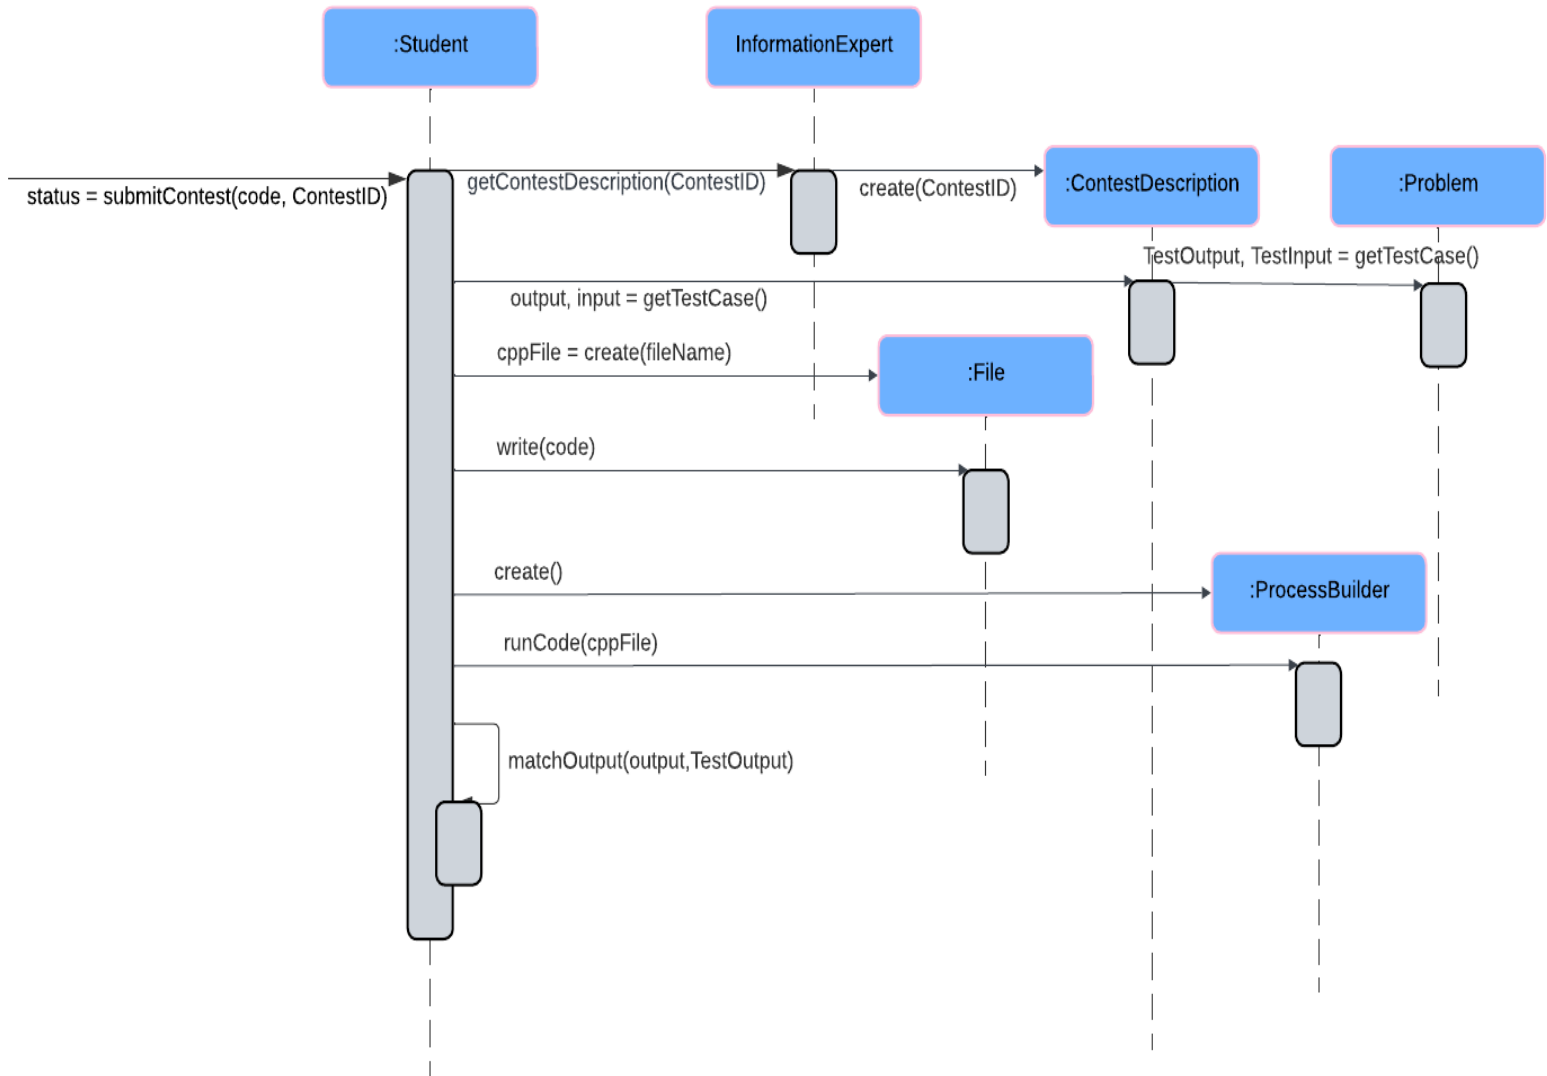 :Student
InformationExpert
:ContestDescription
:Problem
status = submitContest(code, ContestID)
getContestDescription(ContestID)
create(ContestID)
TestOutput, TestInput = getTestCase()
output, input = getTestCase()
cppFile = create(fileName)
:File
write(code)
create()
:ProcessBuilder
runCode(cppFile)
matchOutput(output,TestOutput)